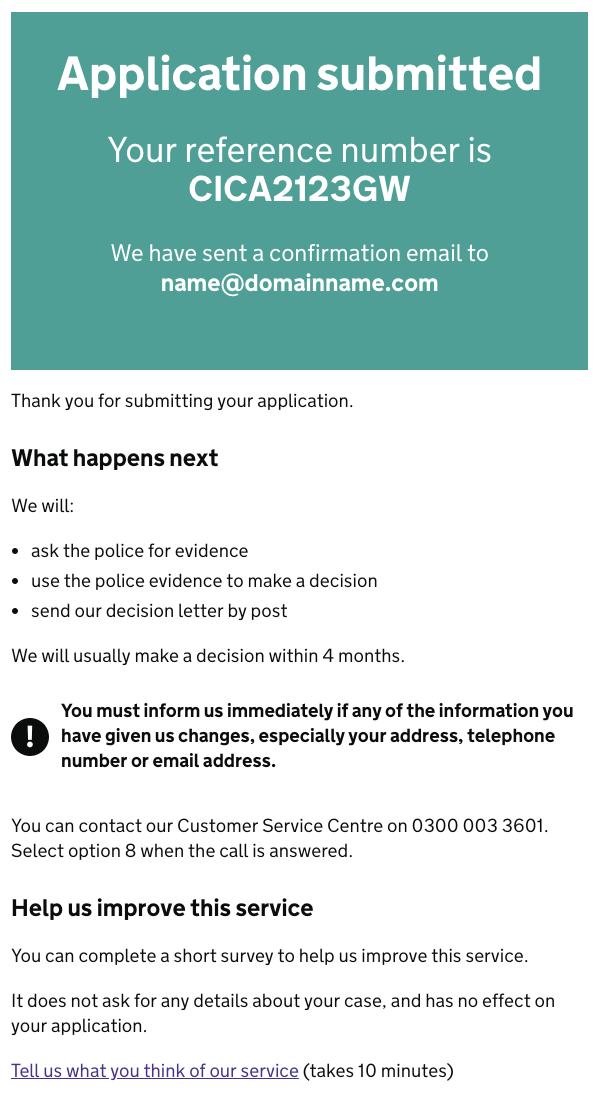 Application submitted
Your reference number is
CICA2123GW
We have sent a confirmation email to
name@domainname.com
Thank you for submitting your application.
What happens next
We will:
• ask the police for evidence
• use the police evidence to make a decision
• send our decision letter by post
We will usually make a decision within 4 months.
! You must inform us immediately if any of the information you
have given us changes, especially your address, telephone
number or email address.
You can contact our Customer Service Centre on 0300 003 3601.
Select option 8 when the call is answered.
Help us improve this service
You can complete a short survey to help us improve this service.
It does not ask for any details about your case, and has no effect on
your application.
Tell us what you think of our service (takes 10 minutes)